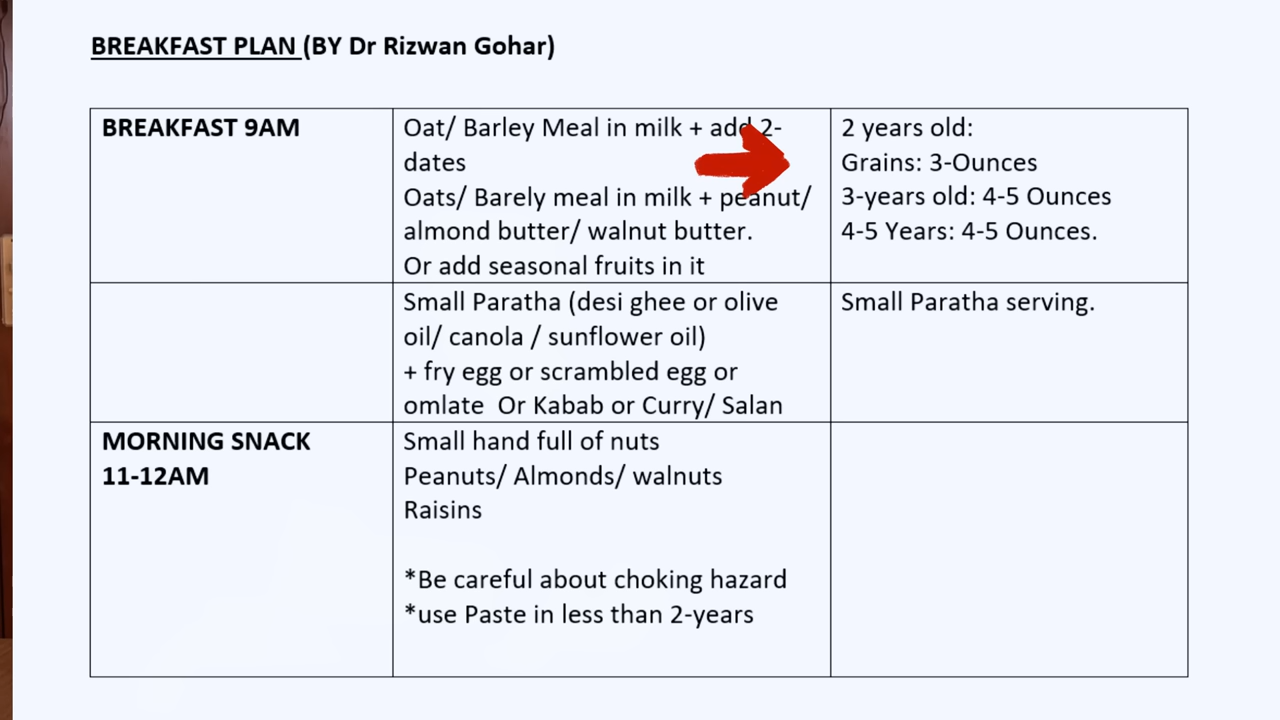 BREAKFAST PLAN (BY Dr Rizwan Gohar)
BREAKFAST 9AM
Oat/ Barley Meal in milk + add 2-
dates
Oats/ Barely meal in milk + peanut/
almond butter/ walnut butter.
Or add seasonal fruits in it
2 years old:
Grains: 3-Ounces
3-years old: 4-5 Ounces
4-5 Years: 4-5 Ounces.
Small Paratha (desi ghee or olive
oil/ canola / sunflower oil)
+ fry egg or scrambled egg or
omlate  Or Kabab or Curry/ Salan
Small Paratha serving.
MORNING SNACK
11-12AM
Small hand full of nuts
Peanuts/ Almonds/ walnuts
Raisins
*Be careful about choking hazard
*use Paste in less than 2-years